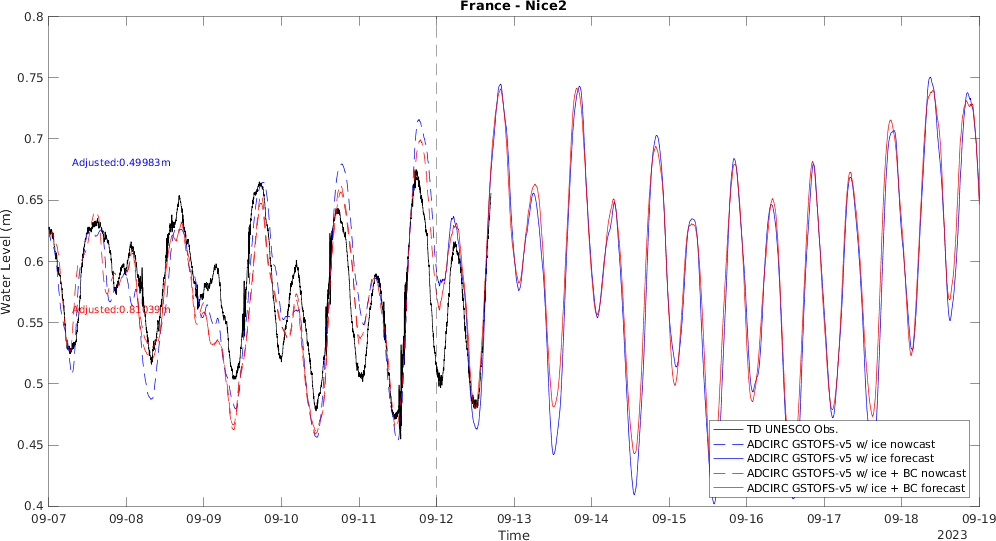 France - Nice2
0.8
0.75
0.7
0.65
0.6
0.55
0.5
0.45
0.4
Water Level (m)
Adjusted:0.49983m
Adjusted:0.81039m
TD UNESCO Obs.
ADCIRC GSTOFS-v5 w/ ice nowcast
ADCIRC GSTOFS-v5 w/ ice forecast
ADCIRC GSTOFS-v5 w/ ice + BC nowcast
ADCIRC GSTOFS-v5 w/ ice + BC forecast
09-07 09-08 09-09 09-10 09-11 09-12 09-13 09-14 09-15 09-16 09-17 09-18 09-19
Time
2023